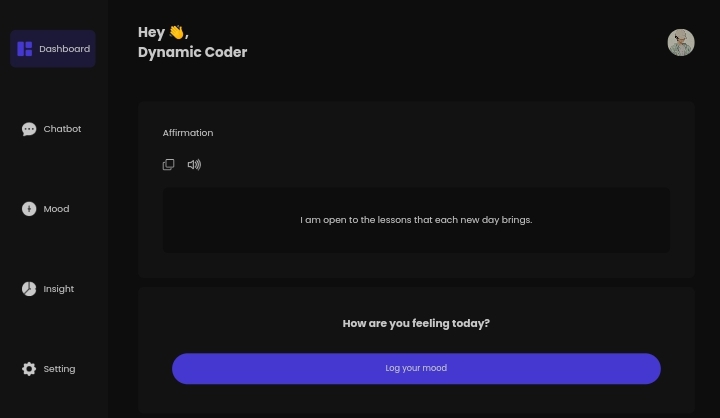 Dashboard
Chatbot
Mood
Insight
Setting
Hey 👋,
Dynamic Coder
Affirmation
I am open to the lessons that each new day brings.
How are you feeling today?
Log your mood